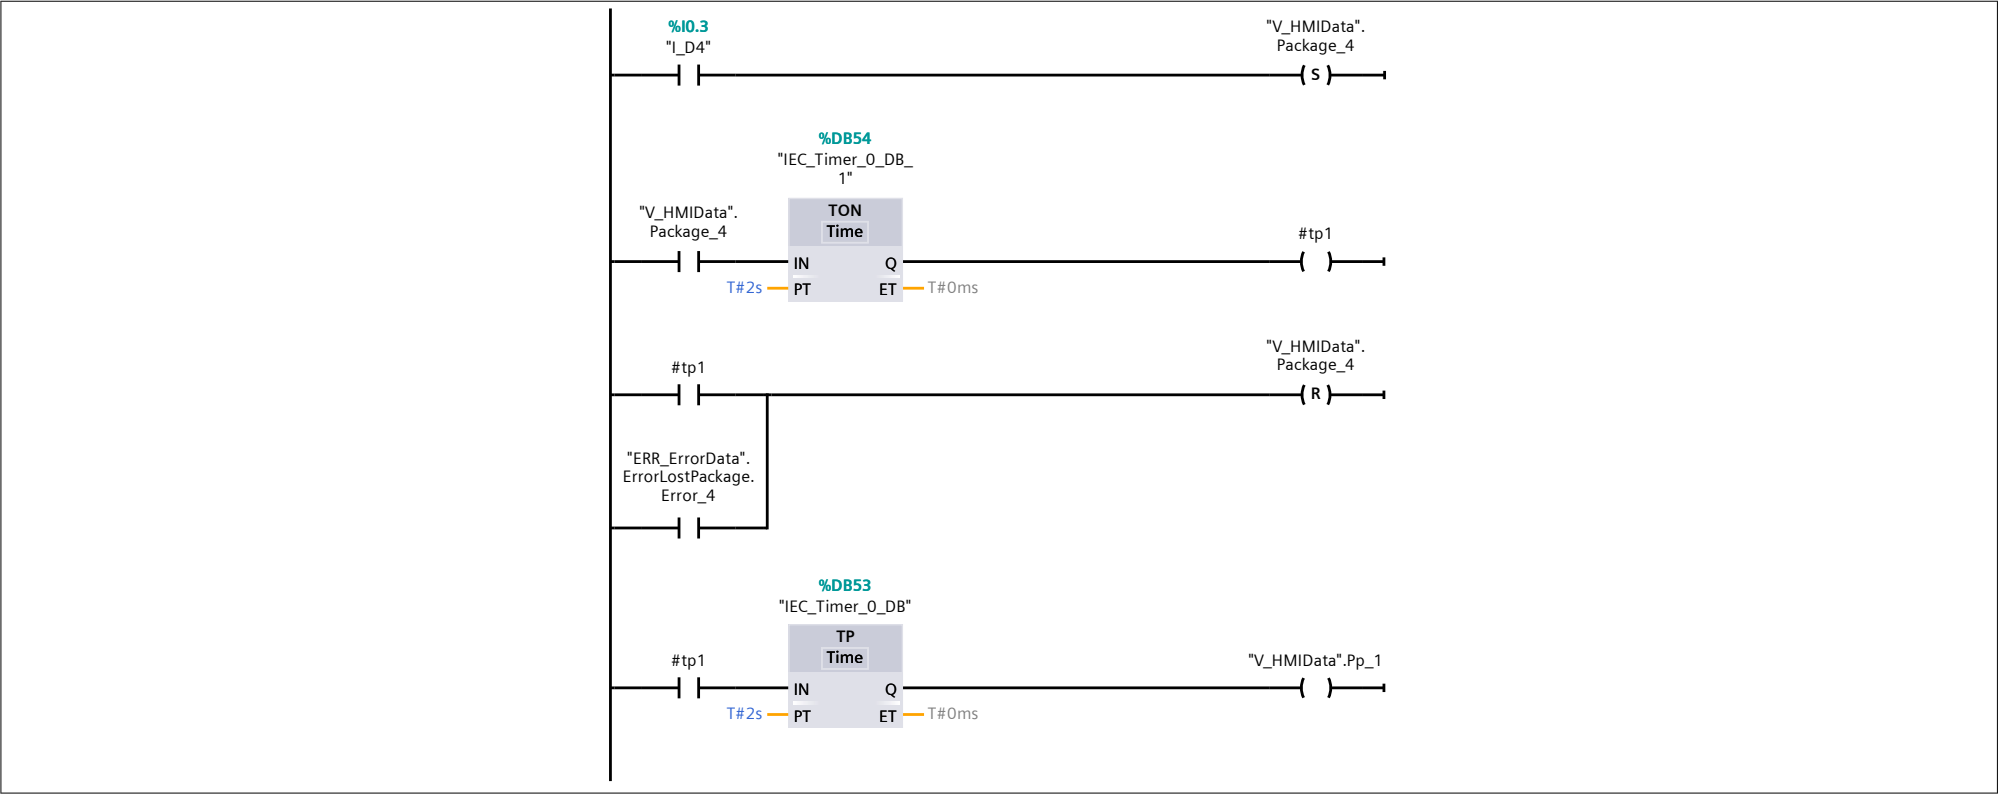 %I0.3
"I_D4"
"V_HMIData".
Package_4
S
%DB54
"IEC_Timer_0_DB_
1"
"V_HMIData".
Package_4
TON
Time
IN
Q
T#2s
PT
ET
T#0ms
#tp1
#tp1
"V_HMIData".
Package_4
R
"ERR_ErrorData".
ErrorLostPackage.
Error_4
%DB53
"IEC_Timer_0_DB"
#tp1
TP
Time
IN
Q
T#2s
PT
ET
T#0ms
"V_HMIData".Pp_1